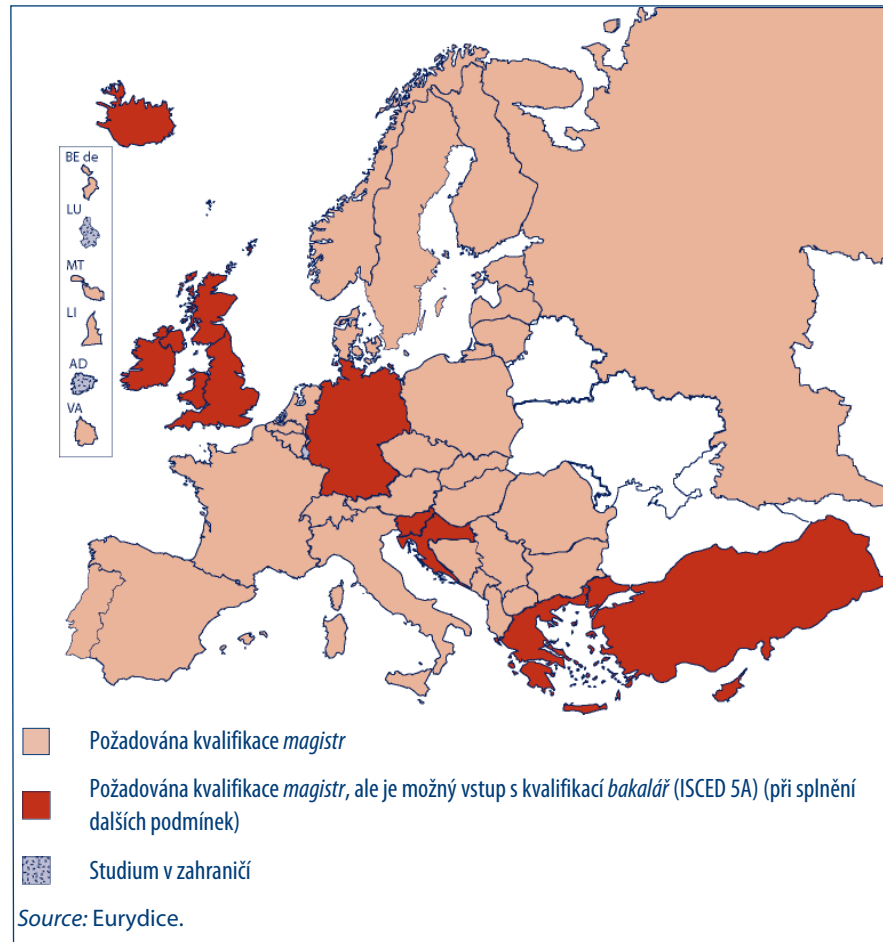 BE de
LU
MT
LI
AD
VA
Požadována kvalifikace magistr
Požadována kvalifikace magistr, ale je možný vstup s kvalifikací bakalář (ISCED 5A) (při splnění
dalších podmínek)
Studium v zahraničí
Source: Eurydice.